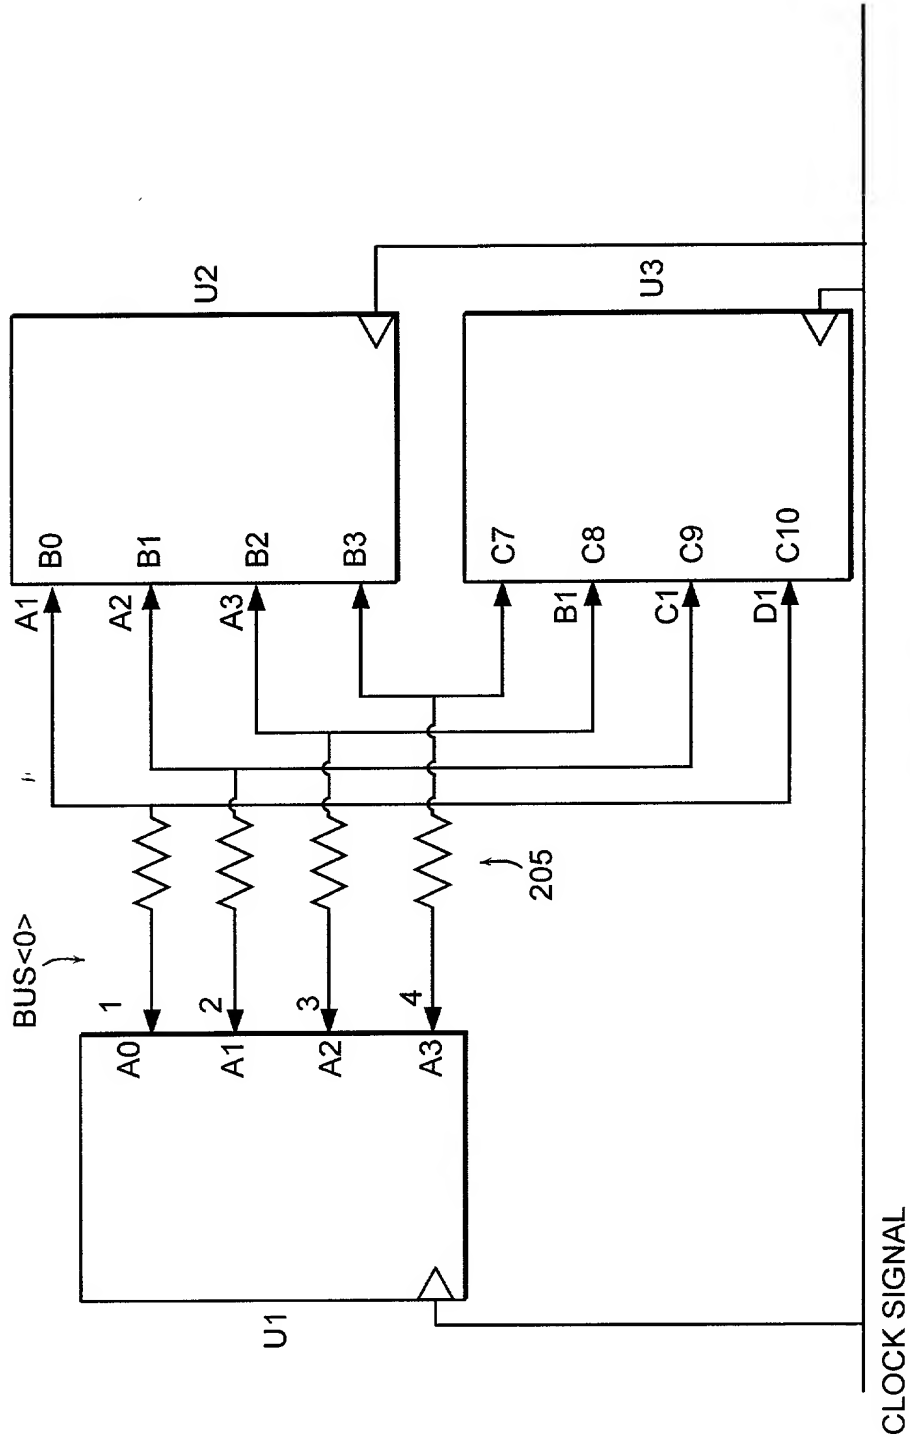 BUS<0>
U1
A0
1
A1
2
A2
3
A3
4
205
U2
A1
B0
A2
B1
A3
B2
B3
U3
C7
B1
C8
C1
C9
D1
C10
CLOCK SIGNAL